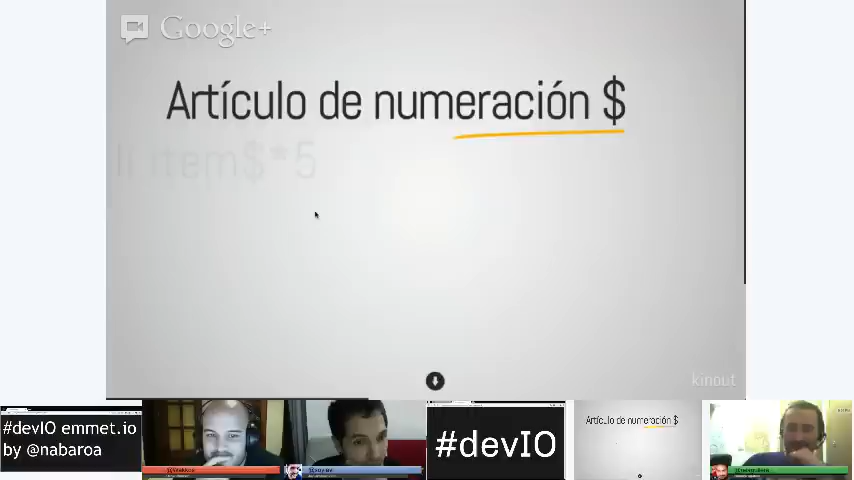 Google+
Artículo de numeración $
li.item$*5
kinout
#devIO emmet.io
by @nabaroa
#devIO
Artículo de numeración $